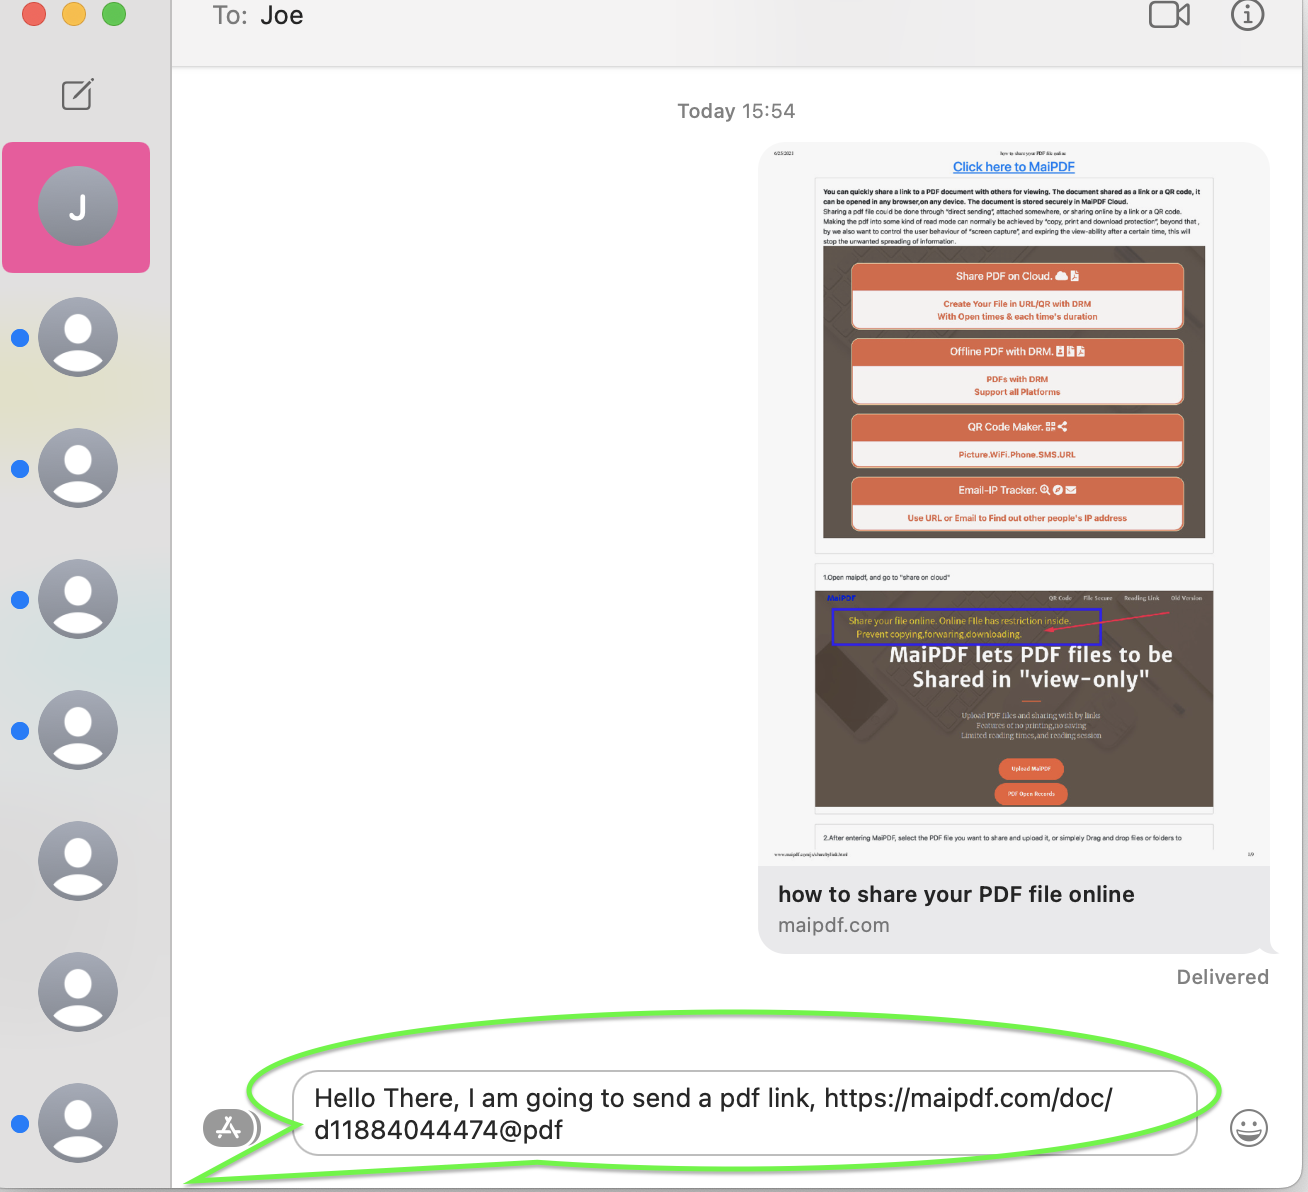 To: Joe
Today 15:54
J
6/25/2021 how to share your PDF file online
Click here to MaiPDF
You can quickly share a link to a PDF document with others for viewing. The document shared as a link or a QR code, it
can be opened in any browser,on any device. The document is stored securely in MaiPDF Cloud.
Sharing a pdf file could be done through "direct sending", attached somewhere, or sharing online by a link or a QR code.
Making the pdf into some kind of read mode can normally be achieved by "copy, print and download protection", beyond that ,
by we also want to control the user behaviour of "screen capture", and expiring the view-ability after a certain time, this will
stop the unwanted spreading of information.
Share PDF on Cloud.
Create Your File in URL/QR with DRM
With Open times & each time's duration
Offline PDF with DRM.
PDFs with DRM
Support all Platforms
QR Code Maker.
Picture.WiFi.Phone.SMS.URL
Email-IP Tracker.
Use URL or Email to Find out other people's IP address
1.Open maipdf, and go to "share on cloud"
MaiPDF QR Code File Secure Reading Link Old Version
Share your file online. Online File has restriction inside.
Prevent copying,forwaring,downloading.
MaiPDF lets PDF files to be
Shared in "view-only"
Upload PDF files and sharing with by links
Features of no printing,no saving
Limited reading times,and reading session
Upload MaiPDF
PDF Open Records
2.After entering MaiPDF, select the PDF file you want to share and upload it, or simplely Drag and drop files or folders to
1/9
how to share your PDF file online
maipdf.com
Delivered
Hello There, I am going to send a pdf link, https://maipdf.com/doc/
d11884044474@pdf